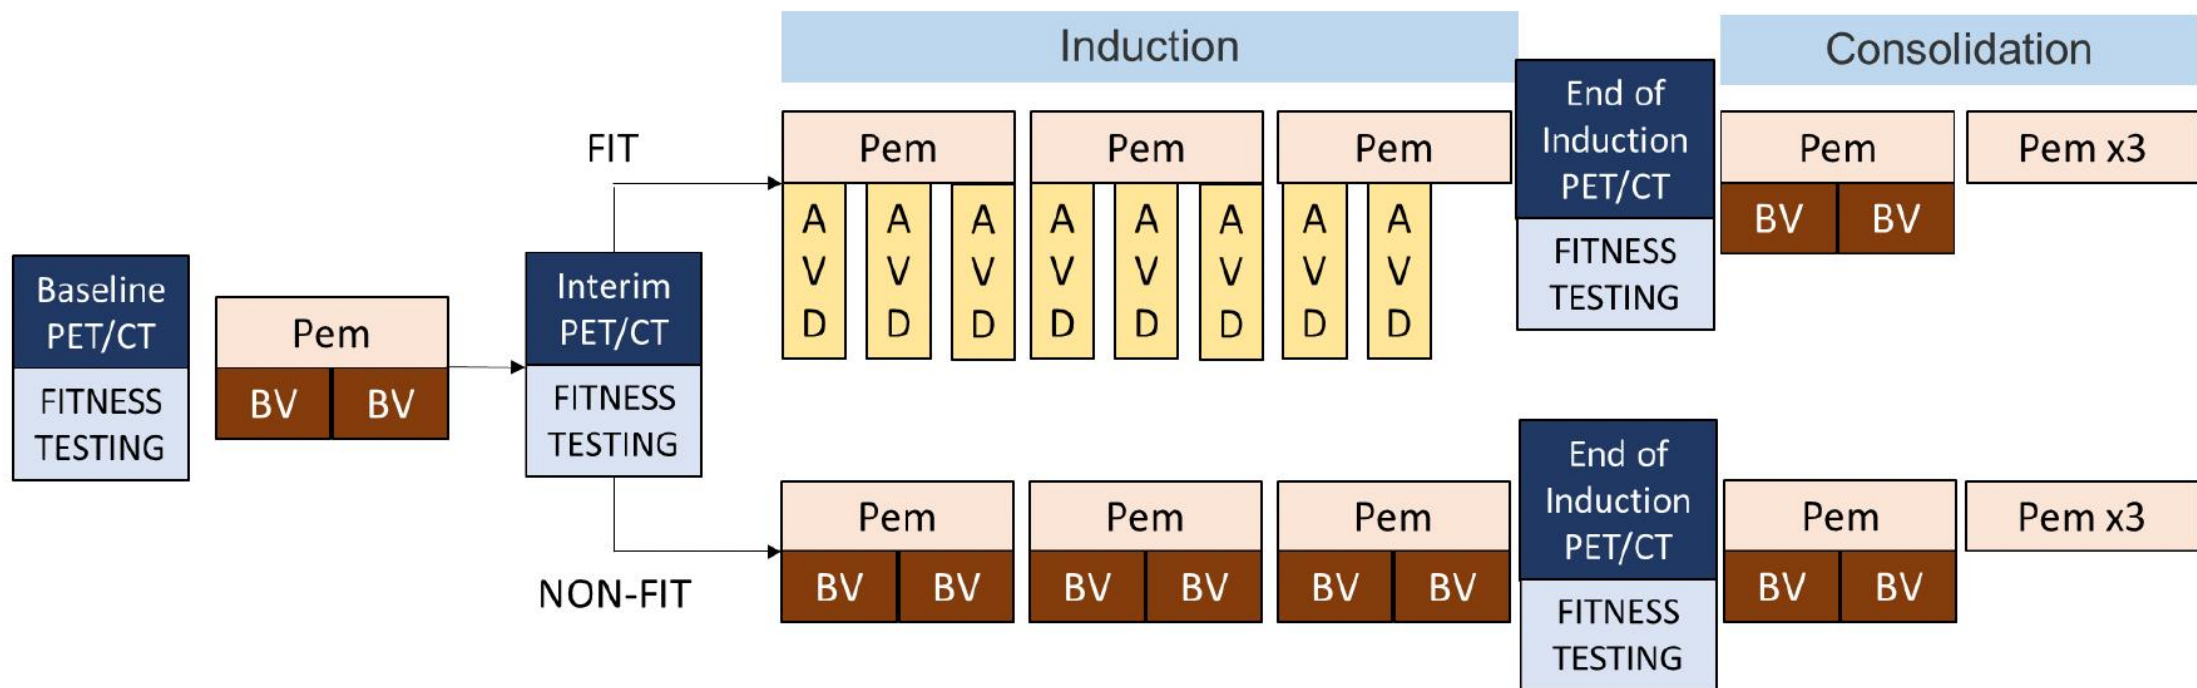 Induction
Consolidation
FIT
Pem
Pem
Pem
A
V
D
A
V
D
A
V
D
A
V
D
A
V
D
A
V
D
A
V
D
A
V
D
End of
Induction
PET/CT
FITNESS
TESTING
Pem
BV BV
Pem x3
Baseline
PET/CT
FITNESS
TESTING
Pem
BV BV
Interim
PET/CT
FITNESS
TESTING
NON-FIT
Pem
BV BV
Pem
BV BV
Pem
BV BV
End of
Induction
PET/CT
FITNESS
TESTING
Pem
BV BV
Pem x3